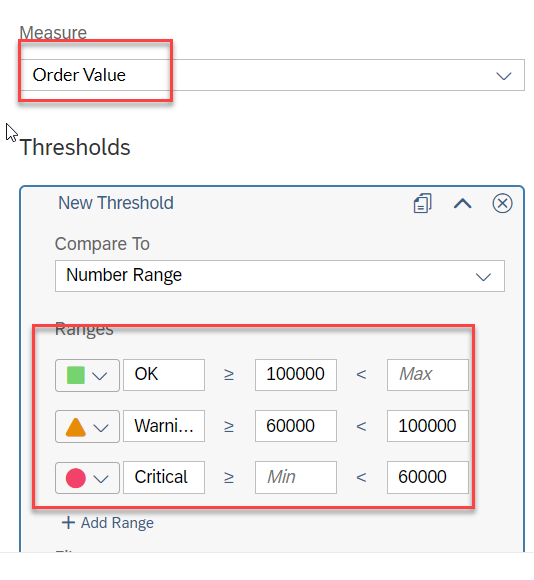 Measure
Order Value
Thresholds
New Threshold
Compare To
Number Range
Ranges
OK ≥ 100000 < Max
Warni... ≥ 60000 < 100000
Critical ≥ Min < 60000
+ Add Range